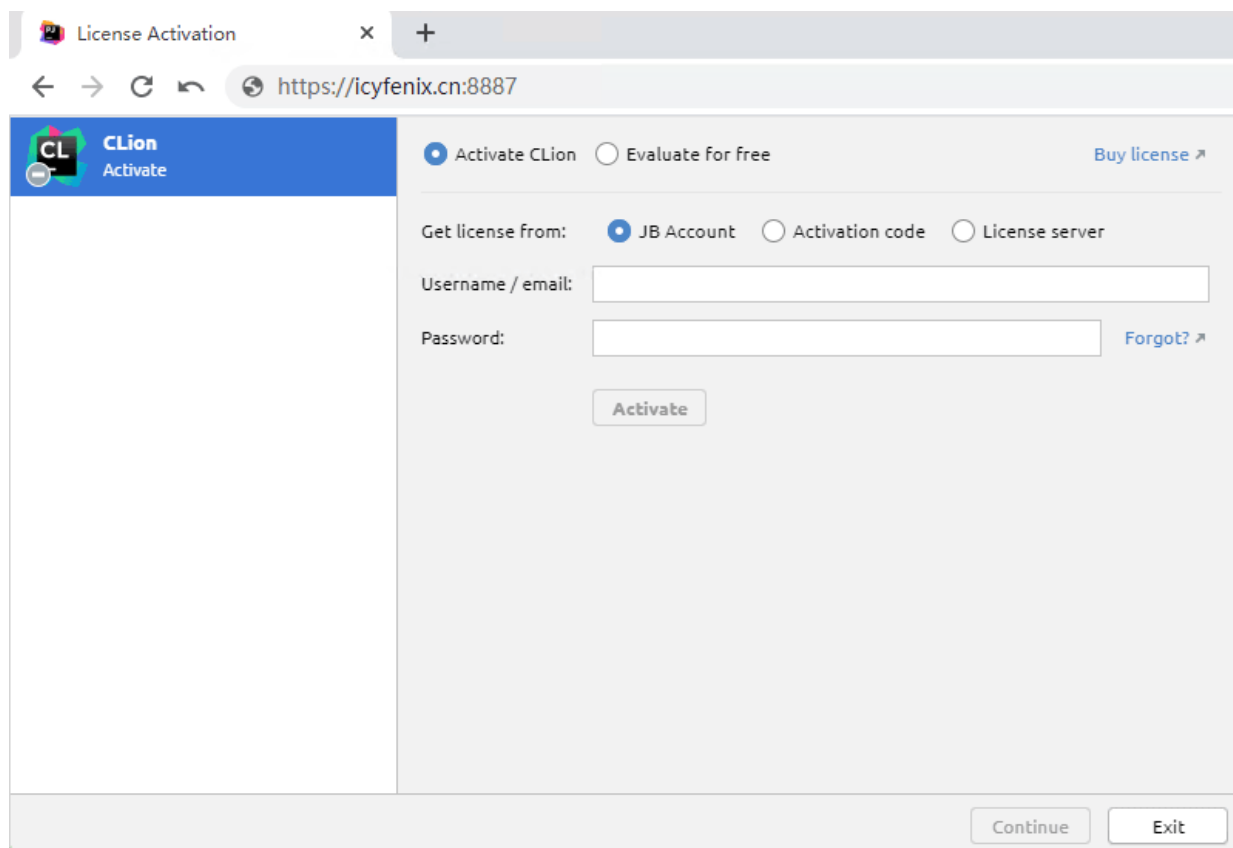 License Activation
https://icyfenix.cn:8887
CL
CLion
Activate
Activate CLion Evaluate for free Buy license
Get license from: JB Account Activation code License server
Username / email:
Password: Forgot?
Activate
Continue Exit